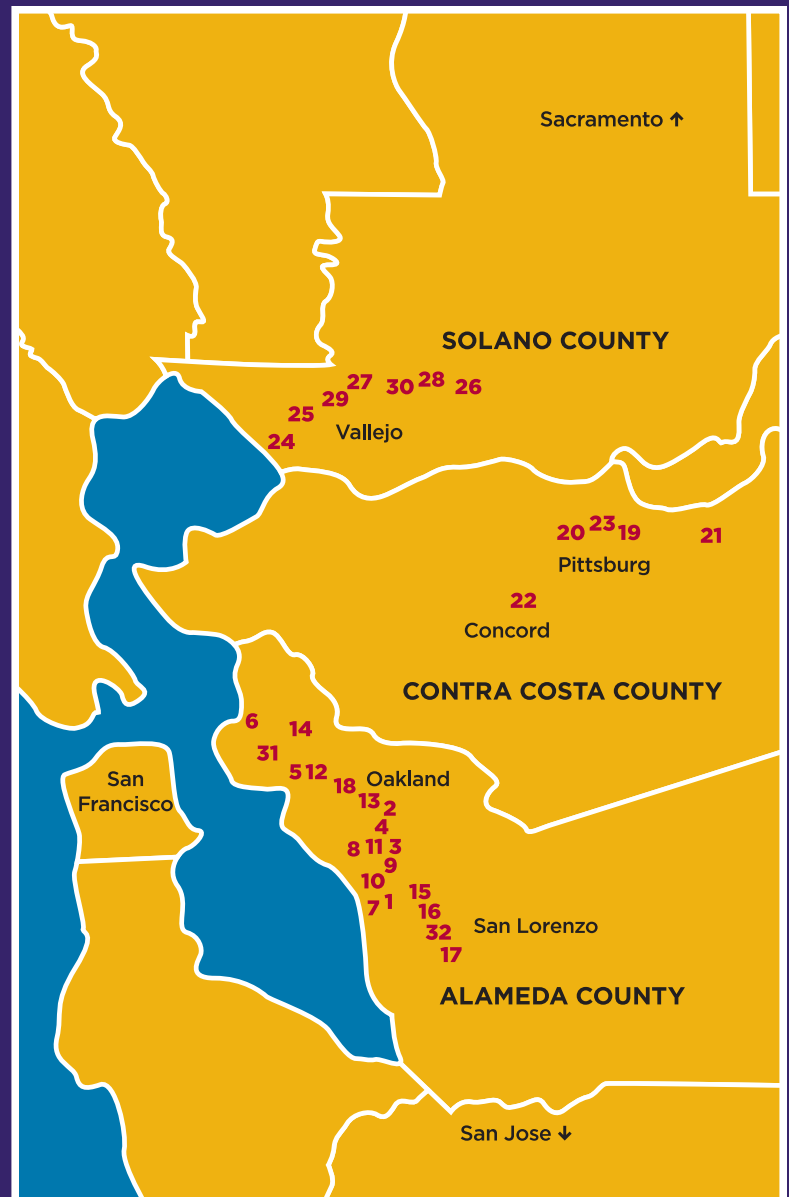 Sacramento ↑
SOLANO COUNTY
27
30
28
26
29
25
24
Vallejo
20
23
19
21
Pittsburg
22
Concord
CONTRA COSTA COUNTY
6
14
31
5
12
18
Oakland
San
Francisco
13
2
4
8
11
3
9
10
15
7
1
16
32
San Lorenzo
17
ALAMEDA COUNTY
San Jose ↓